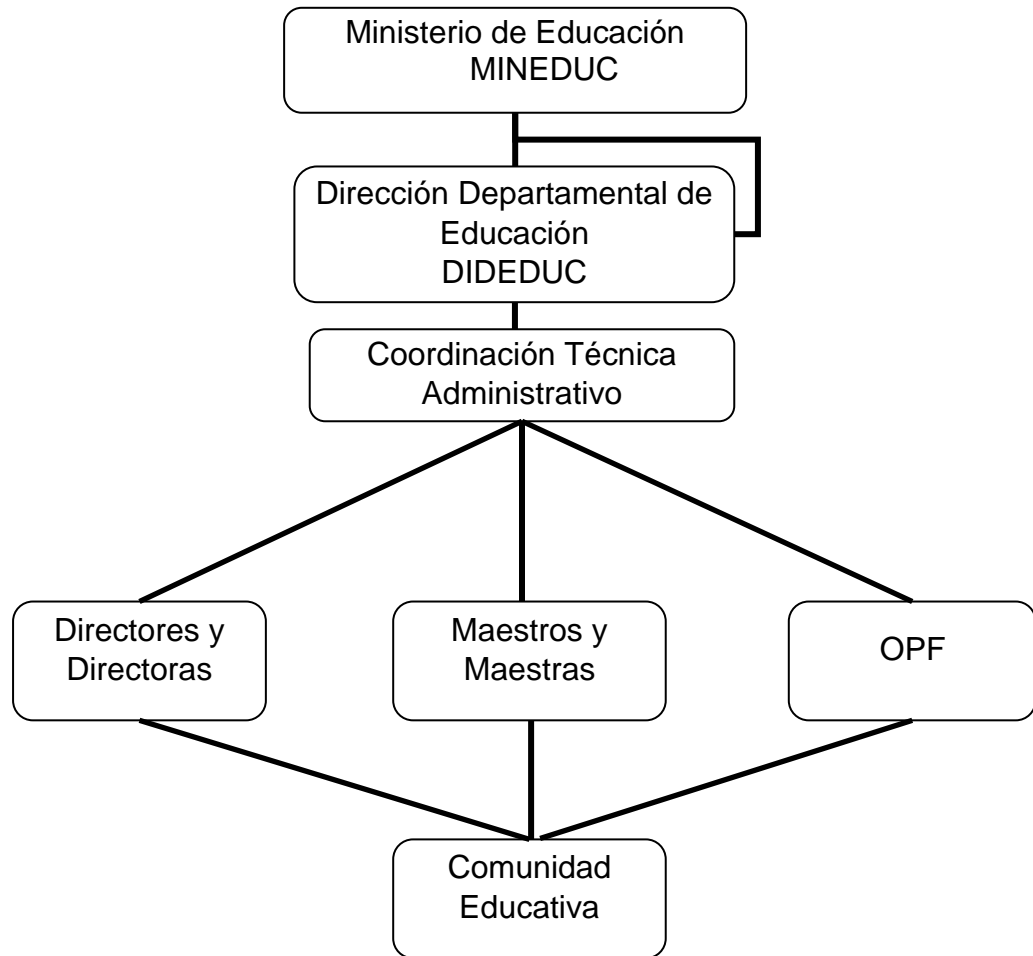 Ministerio de Educación
MINEDUC
Dirección Departamental de
Educación
DIDEDUC
Coordinación Técnica
Administrativo
Directores y
Directoras
Maestros y
Maestras
OPF
Comunidad
Educativa